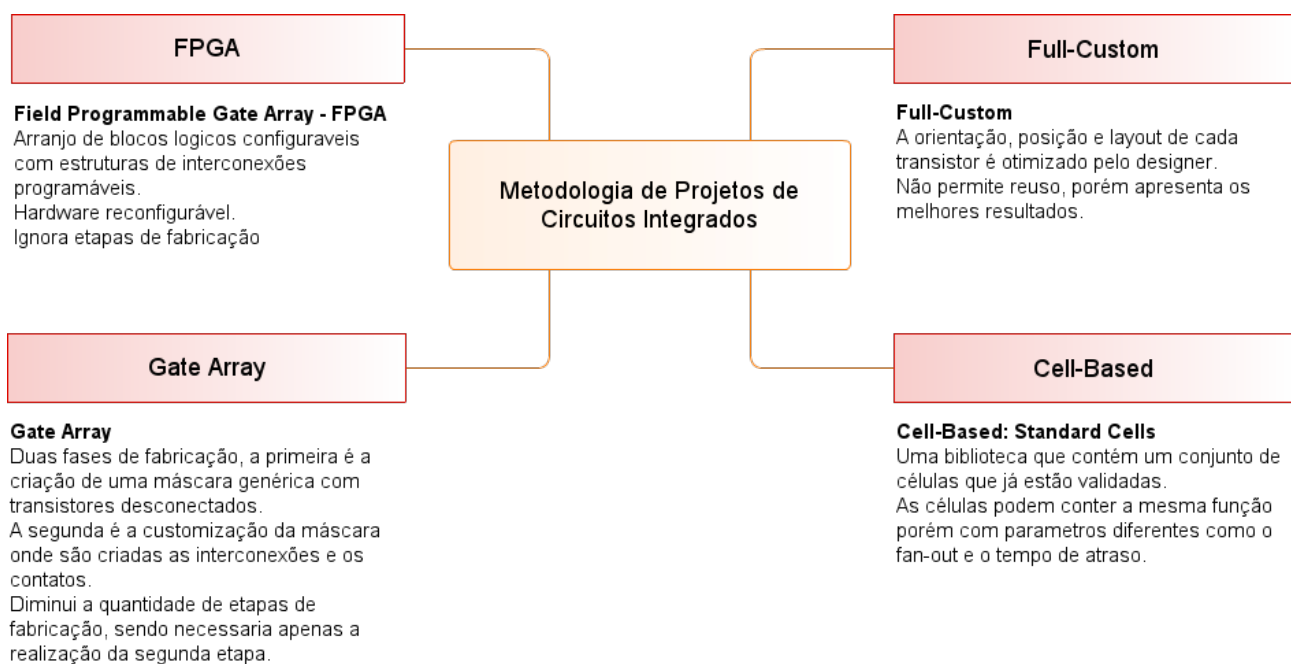 FPGA
Field Programmable Gate Array - FPGA
Arranjo de blocos logicos configuraveis
com estruturas de interconexões
programáveis.
Hardware reconfigurável.
Ignora etapas de fabricação
Full-Custom
Full-Custom
A orientação, posição e layout de cada
transistor é otimizado pelo designer.
Não permite reuso, porém apresenta os
melhores resultados.
Metodologia de Projetos de
Circuitos Integrados
Gate Array
Gate Array
Duas fases de fabricação, a primeira é a
criação de uma máscara genérica com
transistores desconectados.
A segunda é a customização da máscara
onde são criadas as interconexões e os
contatos.
Diminui a quantidade de etapas de
fabricação, sendo necessaria apenas a
realização da segunda etapa.
Cell-Based
Cell-Based: Standard Cells
Uma biblioteca que contém um conjunto de
células que já estão validadas.
As células podem conter a mesma função
porém com parametros diferentes como o
fan-out e o tempo de atraso.